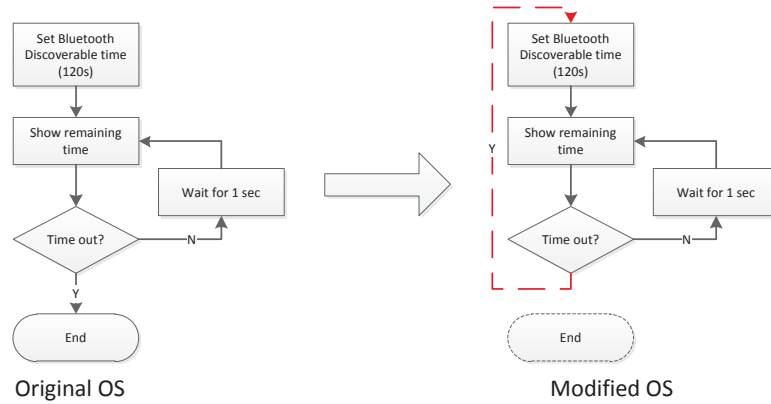 Set Bluetooth
Discoverable time
(120s)
Show remaining
time
Wait for 1 sec
Time out?
N
Y
End
Original OS
Set Bluetooth
Discoverable time
(120s)
Y
Show remaining
time
Wait for 1 sec
Time out?
N
End
Modified OS